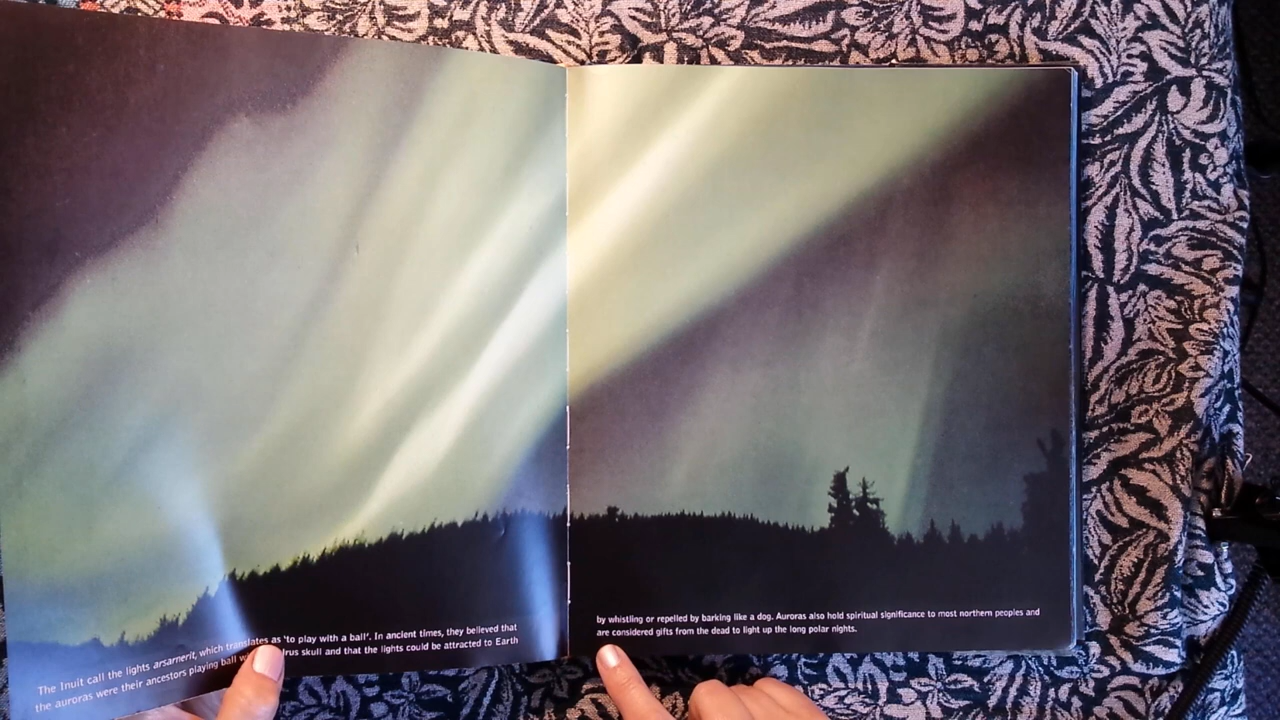 The Inuit call the lights arsarnerit, which translates as 'to play with a ball'. In ancient times, they believed that
the auroras were their ancestors playing ball skull and that the lights could be attracted to Earth
by whistling or repelled by barking like a dog. Auroras also hold spiritual significance to most northern peoples and
are considered gifts from the dead to light up the long polar nights.